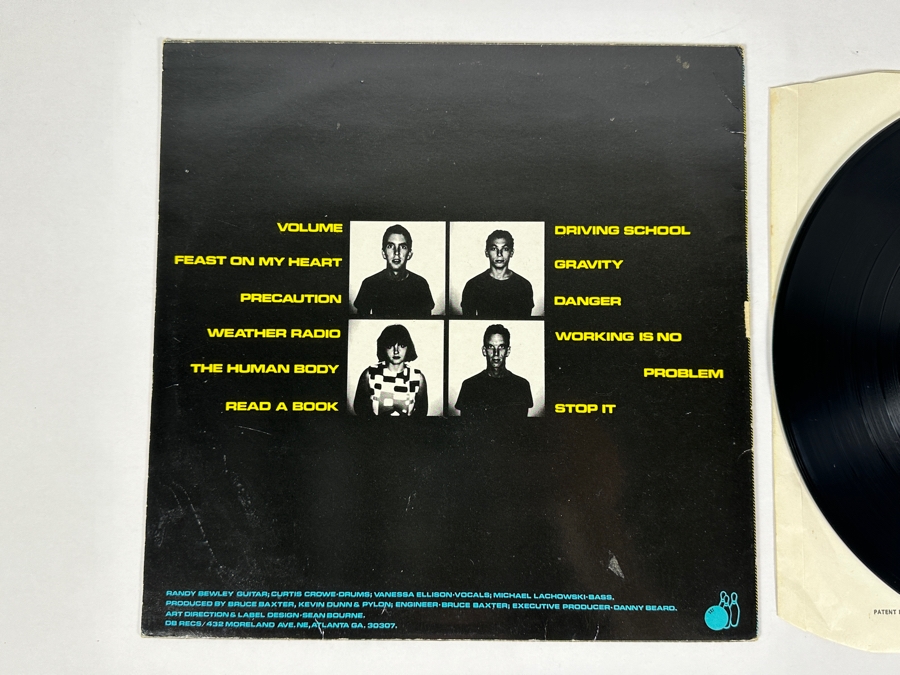 VOLUME
FEAST ON MY HEART
PRECAUTION
WEATHER RADIO
THE HUMAN BODY
READ A BOOK
DRIVING SCHOOL
GRAVITY
DANGER
WORKING IS NO
PROBLEM
STOP IT
RANDY BEWLEY GUITAR; CURTIS CROWE-DRUMS; VANESSA ELLISON-VOCALS; MICHAEL LACHOWSKI-BASS.
PRODUCED BY BRUCE BAXTER, KEVIN DUNN & PYLON; ENGINEER-BRUCE BAXTER; EXECUTIVE PRODUCER-DANNY BEARD.
ART DIRECTION & LABEL DESIGN-SEAN BOURNE.
DB RECS/432 MORELAND AVE. NE, ATLANTA GA. 30307.
PATENT